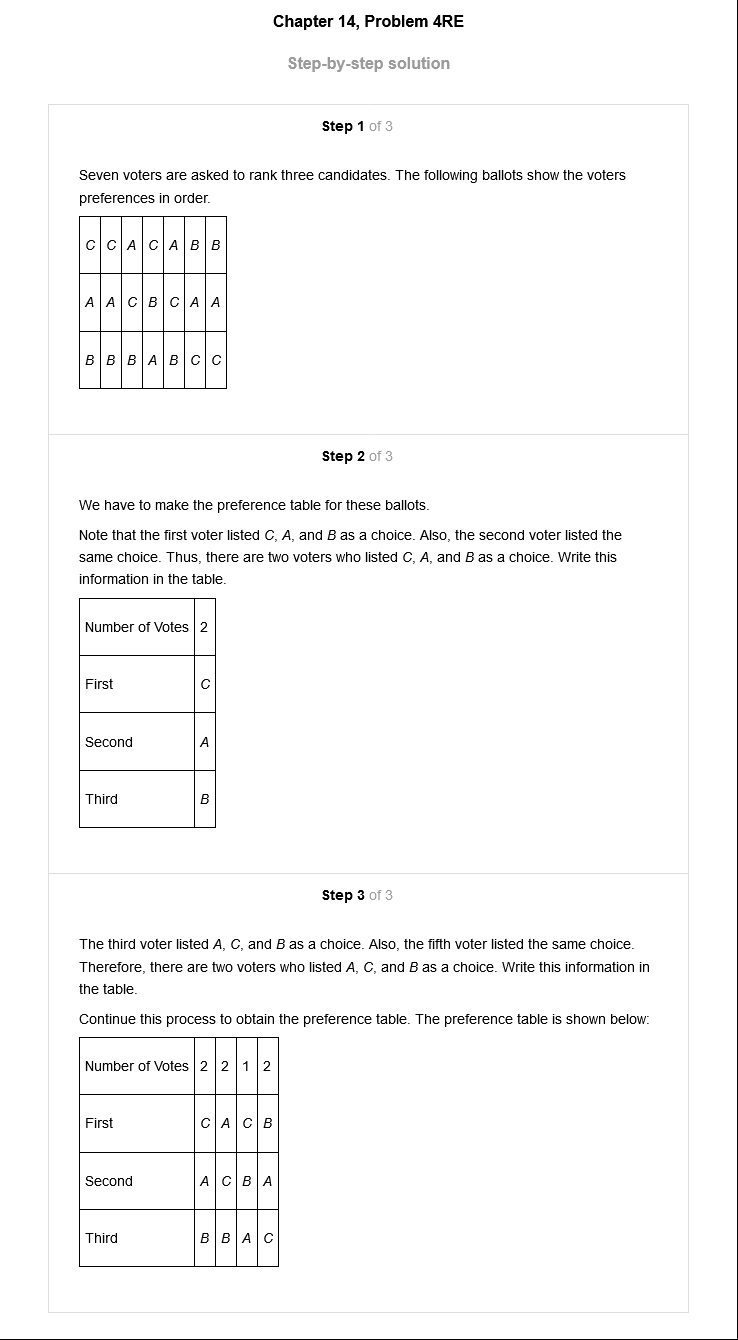 Chapter 14, Problem 4RE
Step-by-step solution
Step 1 of 3
Seven voters are asked to rank three candidates. The following ballots show the voters
preferences in order.
C C A C A B B
A A C B C A A
B B B A B C C
Step 2 of 3
We have to make the preference table for these ballots.
Note that the first voter listed C, A, and B as a choice. Also, the second voter listed the
same choice. Thus, there are two voters who listed C, A, and B as a choice. Write this
information in the table.
Number of Votes 2
First C
Second A
Third B
Step 3 of 3
The third voter listed A, C, and B as a choice. Also, the fifth voter listed the same choice.
Therefore, there are two voters who listed A, C, and B as a choice. Write this information in
the table.
Continue this process to obtain the preference table. The preference table is shown below:
Number of Votes 2 2 1 2
First C A C B
Second A C B A
Third B B A C